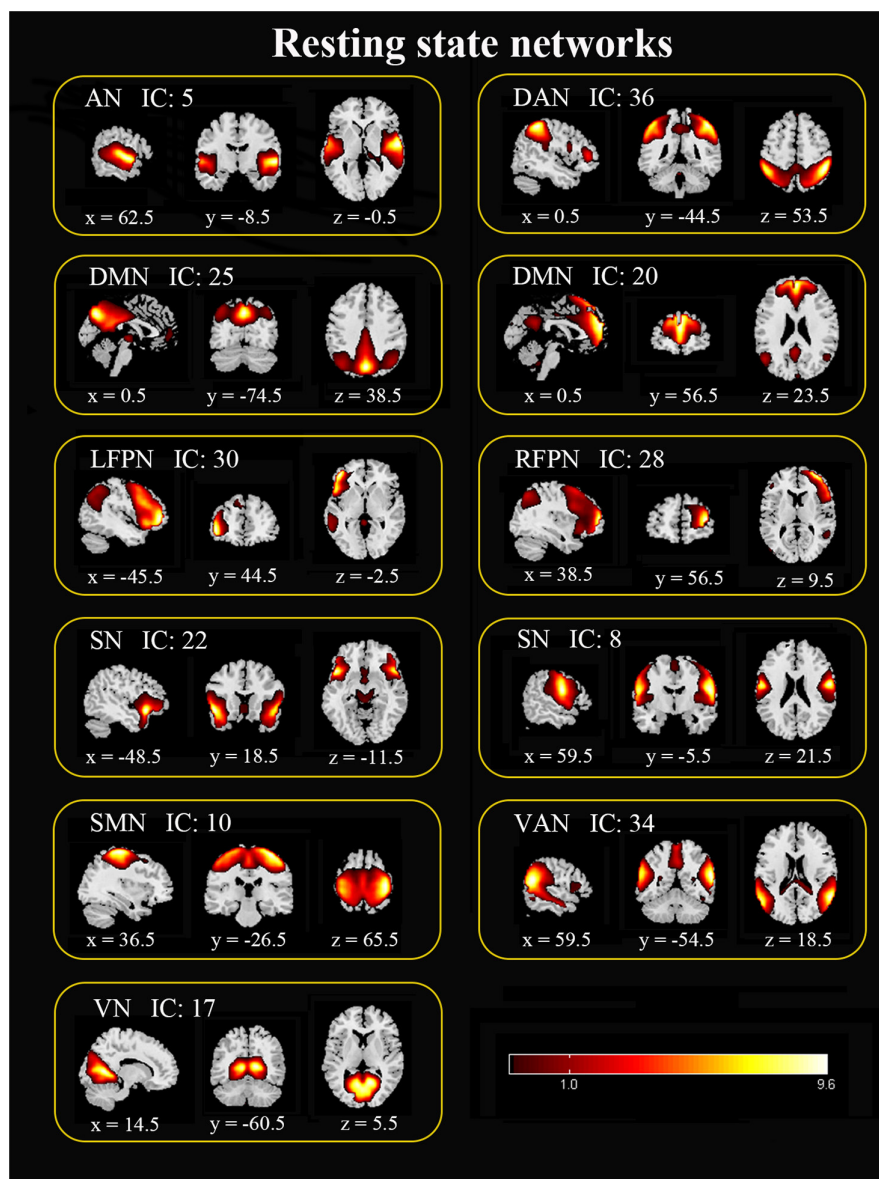 Resting state networks
AN IC: 5
x = 62.5 y = -8.5 z = -0.5
DAN IC: 36
x = 0.5 y = -44.5 z = 53.5
DMN IC: 25
x = 0.5 y = -74.5 z = 38.5
DMN IC: 20
x = 0.5 y = 56.5 z = 23.5
LFPN IC: 30
x = -45.5 y = 44.5 z = -2.5
RFPN IC: 28
x = 38.5 y = 56.5 z = 9.5
SN IC: 22
x = -48.5 y = 18.5 z = -11.5
SN IC: 8
x = 59.5 y = -5.5 z = 21.5
SMN IC: 10
x = 36.5 y = -26.5 z = 65.5
VAN IC: 34
x = 59.5 y = -54.5 z = 18.5
VN IC: 17
x = 14.5 y = -60.5 z = 5.5
1.0 9.6